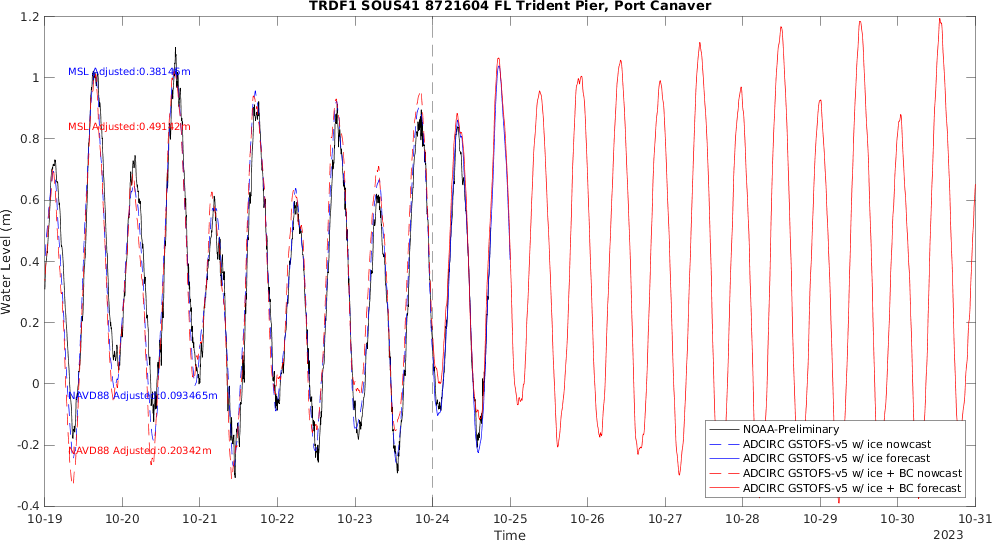 TRDF1 SOUS41 8721604 FL Trident Pier, Port Canaver
1.2
1
0.8
0.6
0.4
0.2
0
-0.2
-0.4
Water Level (m)
MSL Adjusted:0.38146m
MSL Adjusted:0.49142m
NAVD88 Adjusted:0.093465m
NAVD88 Adjusted:0.20342m
NOAA-Preliminary
ADCIRC GSTOFS-v5 w/ ice nowcast
ADCIRC GSTOFS-v5 w/ ice forecast
ADCIRC GSTOFS-v5 w/ ice + BC nowcast
ADCIRC GSTOFS-v5 w/ ice + BC forecast
10-19 10-20 10-21 10-22 10-23 10-24 10-25 10-26 10-27 10-28 10-29 10-30 10-31
Time
2023